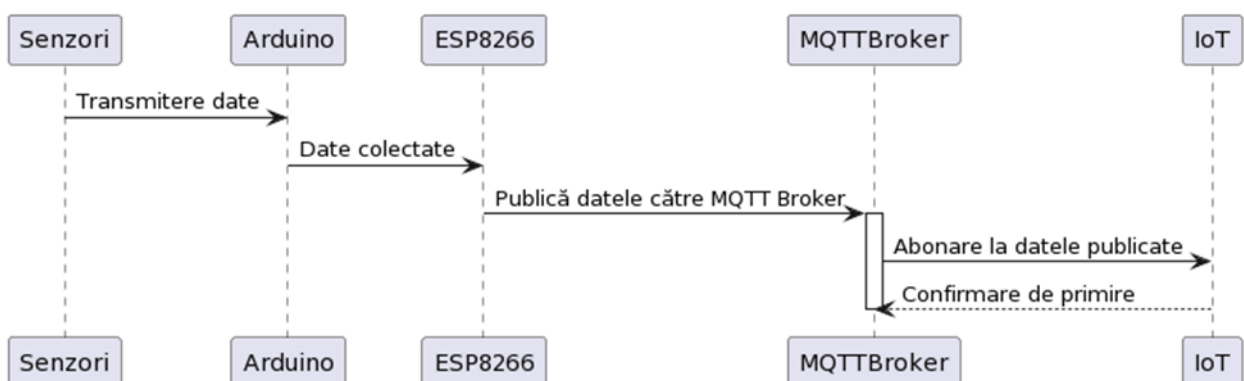 Senzori
Arduino
ESP8266
MQTTBroker
IoT
Transmitere date
Date colectate
Publică datele către MQTT Broker
Abonare la datele publicate
Confirmare de primire
Senzori
Arduino
ESP8266
MQTTBroker
IoT